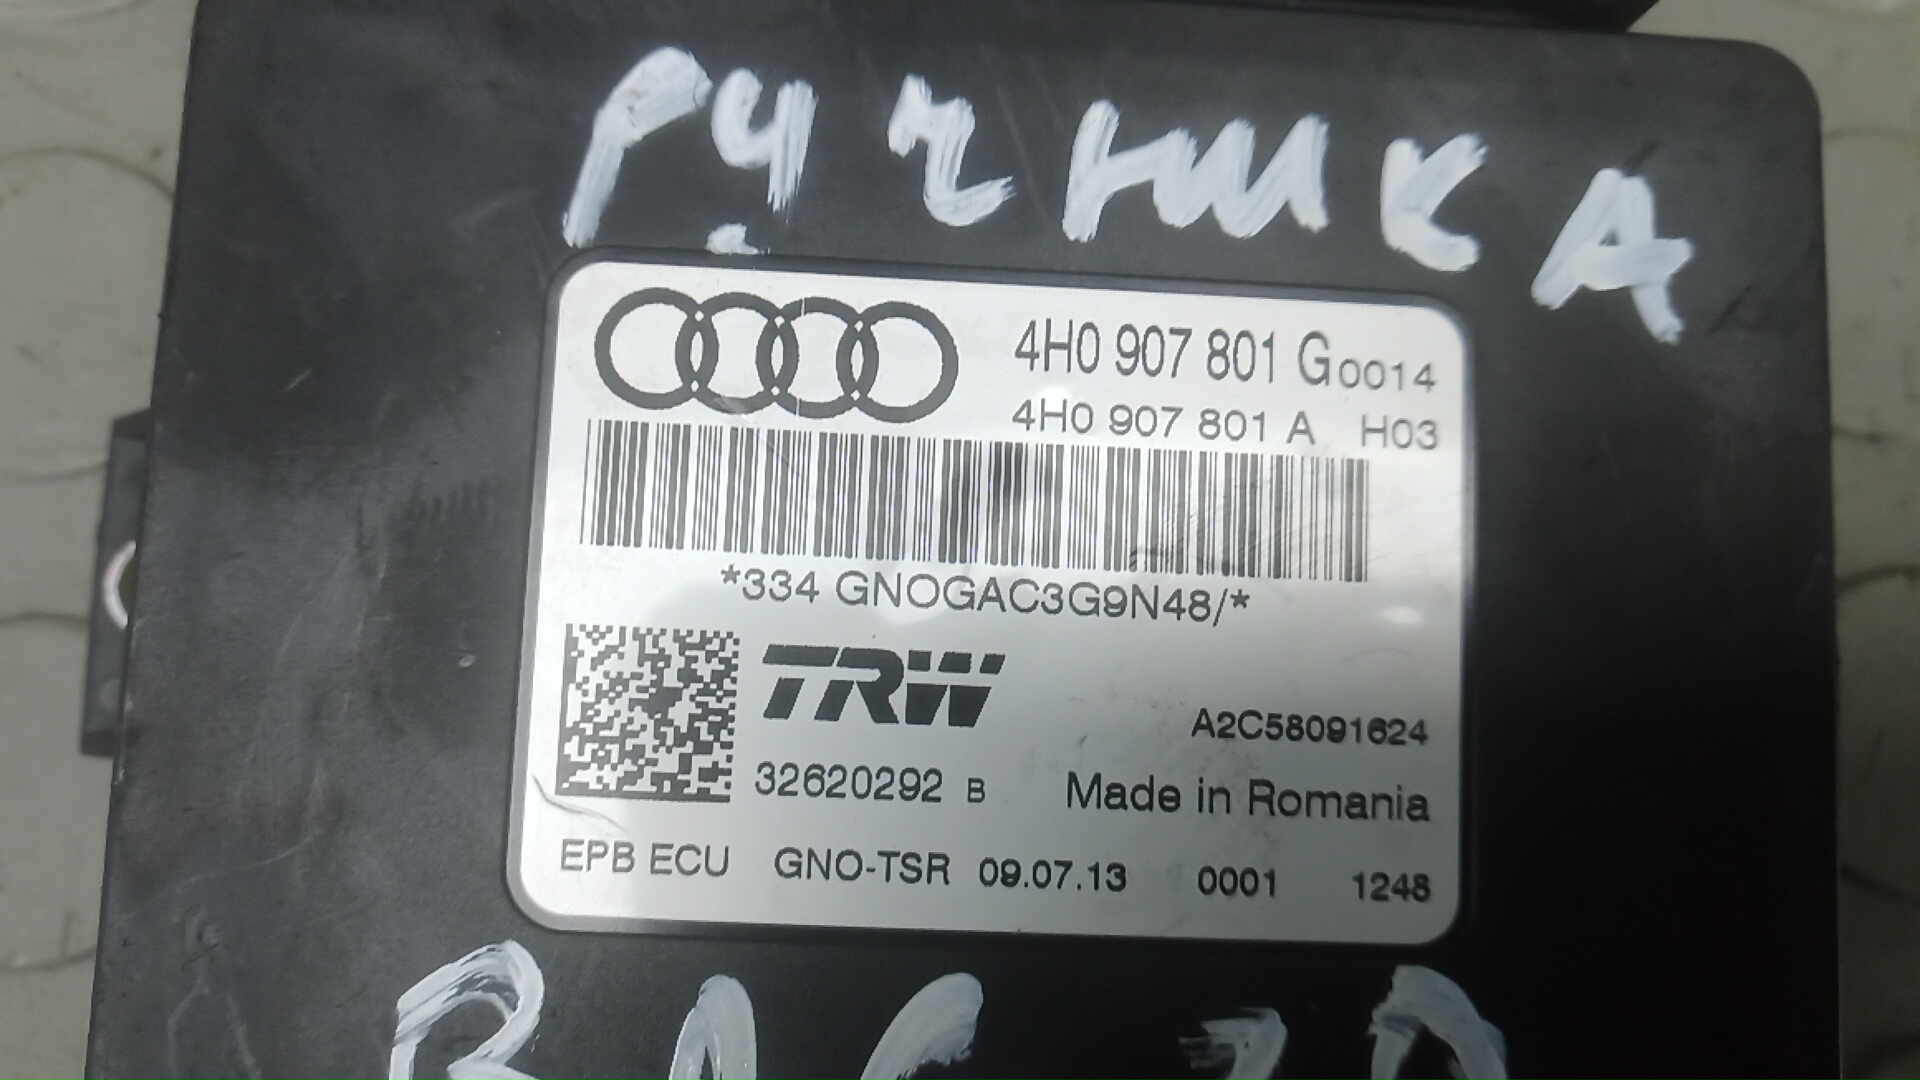 РУЧНИКА
4H0 907 801 G 0014
4H0 907 801 A H03
*334 GNOGAC3G9N48/*
TRW
A2C58091624
32620292 B Made in Romania
EPB ECU GNO-TSR 09.07.13 0001 1248